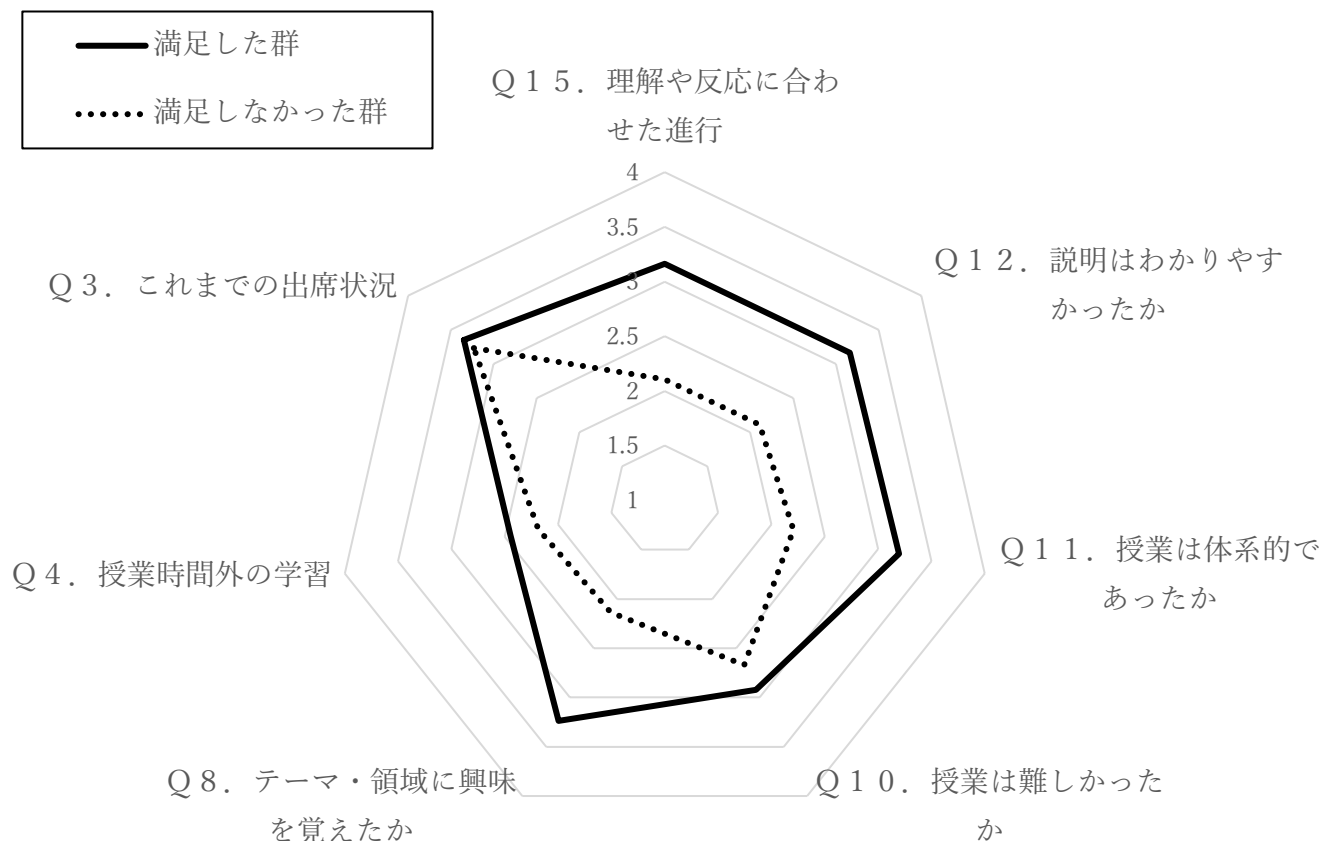 満足した群
満足しなかった群
Ｑ１５．理解や反応に合わ
せた進行
4
3.5
3
2.5
2
1.5
1
Ｑ１２．説明はわかりやす
かったか
Ｑ１１．授業は体系的で
あったか
Ｑ１０．授業は難しかった
か
Ｑ８．テーマ・領域に興味
を覚えたか
Ｑ４．授業時間外の学習
Ｑ３．これまでの出席状況